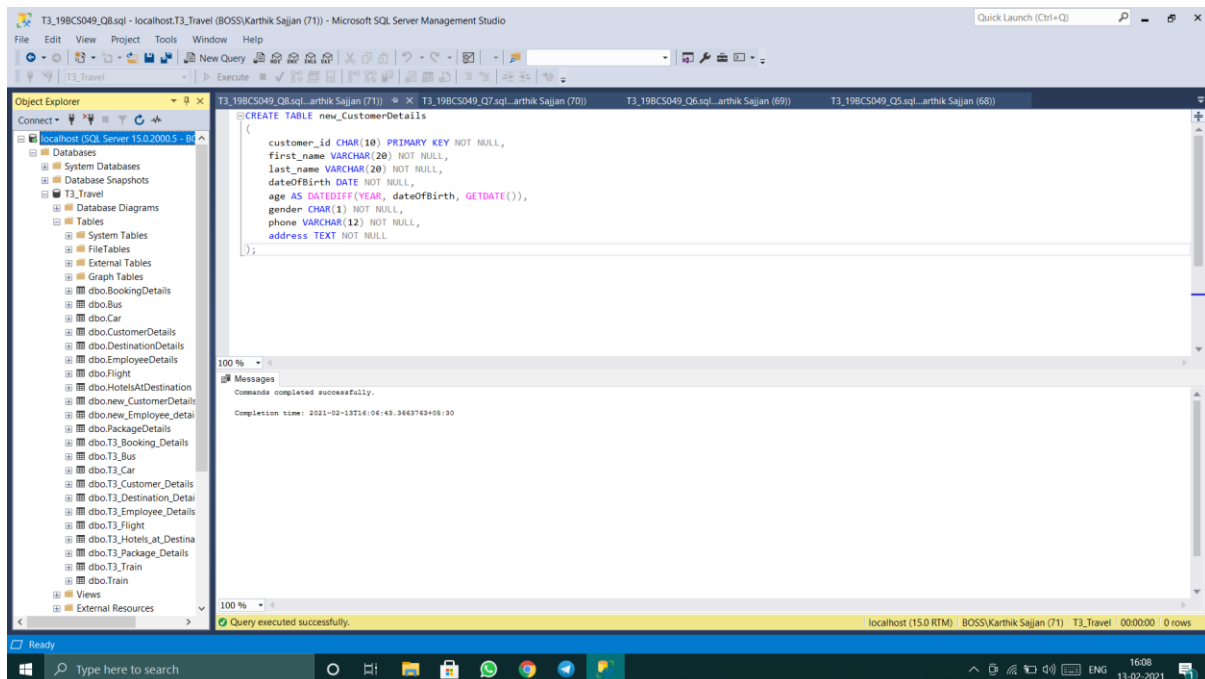 T3_19BCS049_Q8.sql - localhost.T3_Travel (BOSS\Karthik Sajjan (71)) - Microsoft SQL Server Management Studio
Quick Launch (Ctrl+Q)
File Edit View Project Tools Window Help
New Query
T3_Travel
Execute
Object Explorer
Connect
localhost (SQL Server 15.0.2000.5 - BO
Databases
System Databases
Database Snapshots
T3_Travel
Database Diagrams
Tables
System Tables
FileTables
External Tables
Graph Tables
dbo.BookingDetails
dbo.Bus
dbo.Car
dbo.CustomerDetails
dbo.DestinationDetails
dbo.EmployeeDetails
dbo.Flight
dbo.HotelsAtDestination
dbo.new_CustomerDetails
dbo.new_Employee_detai
dbo.PackageDetails
dbo.T3_Booking_Details
dbo.T3_Bus
dbo.T3_Car
dbo.T3_Customer_Details
dbo.T3_Destination_Detai
dbo.T3_Employee_Details
dbo.T3_Flight
dbo.T3_Hotels_at_Destina
dbo.T3_Package_Details
dbo.T3_Train
dbo.Train
Views
External Resources
T3_19BCS049_Q8.sql...arthik Sajjan (71)) T3_19BCS049_Q7.sql...arthik Sajjan (70)) T3_19BCS049_Q6.sql...arthik Sajjan (69)) T3_19BCS049_Q5.sql...arthik Sajjan (68))
CREATE TABLE new_CustomerDetails
(
customer_id CHAR(10) PRIMARY KEY NOT NULL,
first_name VARCHAR(20) NOT NULL,
last_name VARCHAR(20) NOT NULL,
dateOfBirth DATE NOT NULL,
age AS DATEDIFF(YEAR, dateOfBirth, GETDATE()),
gender CHAR(1) NOT NULL,
phone VARCHAR(12) NOT NULL,
address TEXT NOT NULL
);
100 %
Messages
Commands completed successfully.
Completion time: 2021-02-13T16:06:43.3663763+05:30
100 %
Query executed successfully.
localhost (15.0 RTM) BOSS\Karthik Sajjan (71) T3_Travel 00:00:00 0 rows
Ready
Type here to search
ENG
16:08
13-02-2021